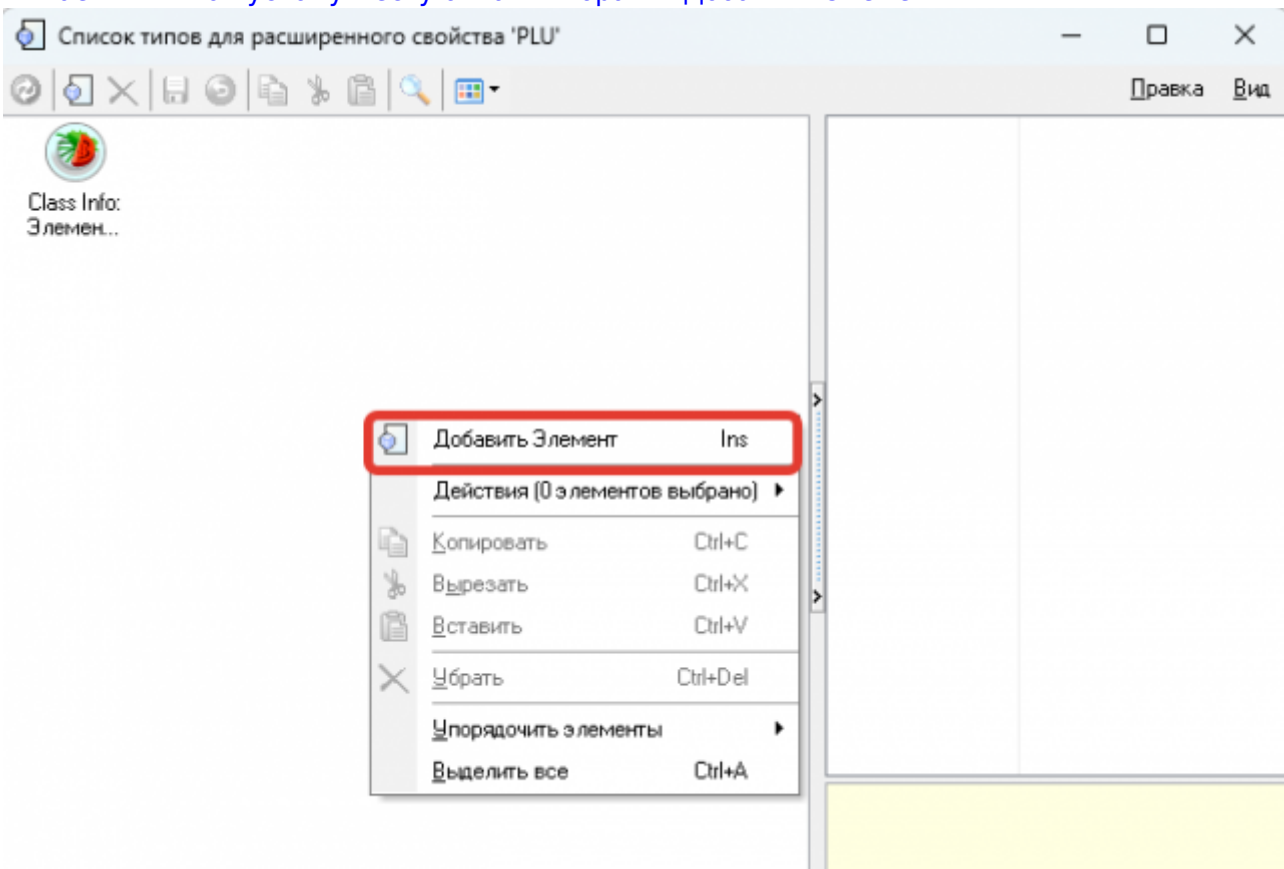 Список типов для расширенного свойства 'PLU'
Правка Вид
Class Info:
Элемен...
Добавить Элемент Ins
Действия (0 элементов выбрано)
Копировать Ctrl+C
Вырезать Ctrl+X
Вставить Ctrl+V
Убрать Ctrl+Del
Упорядочить элементы
Выделить все Ctrl+A